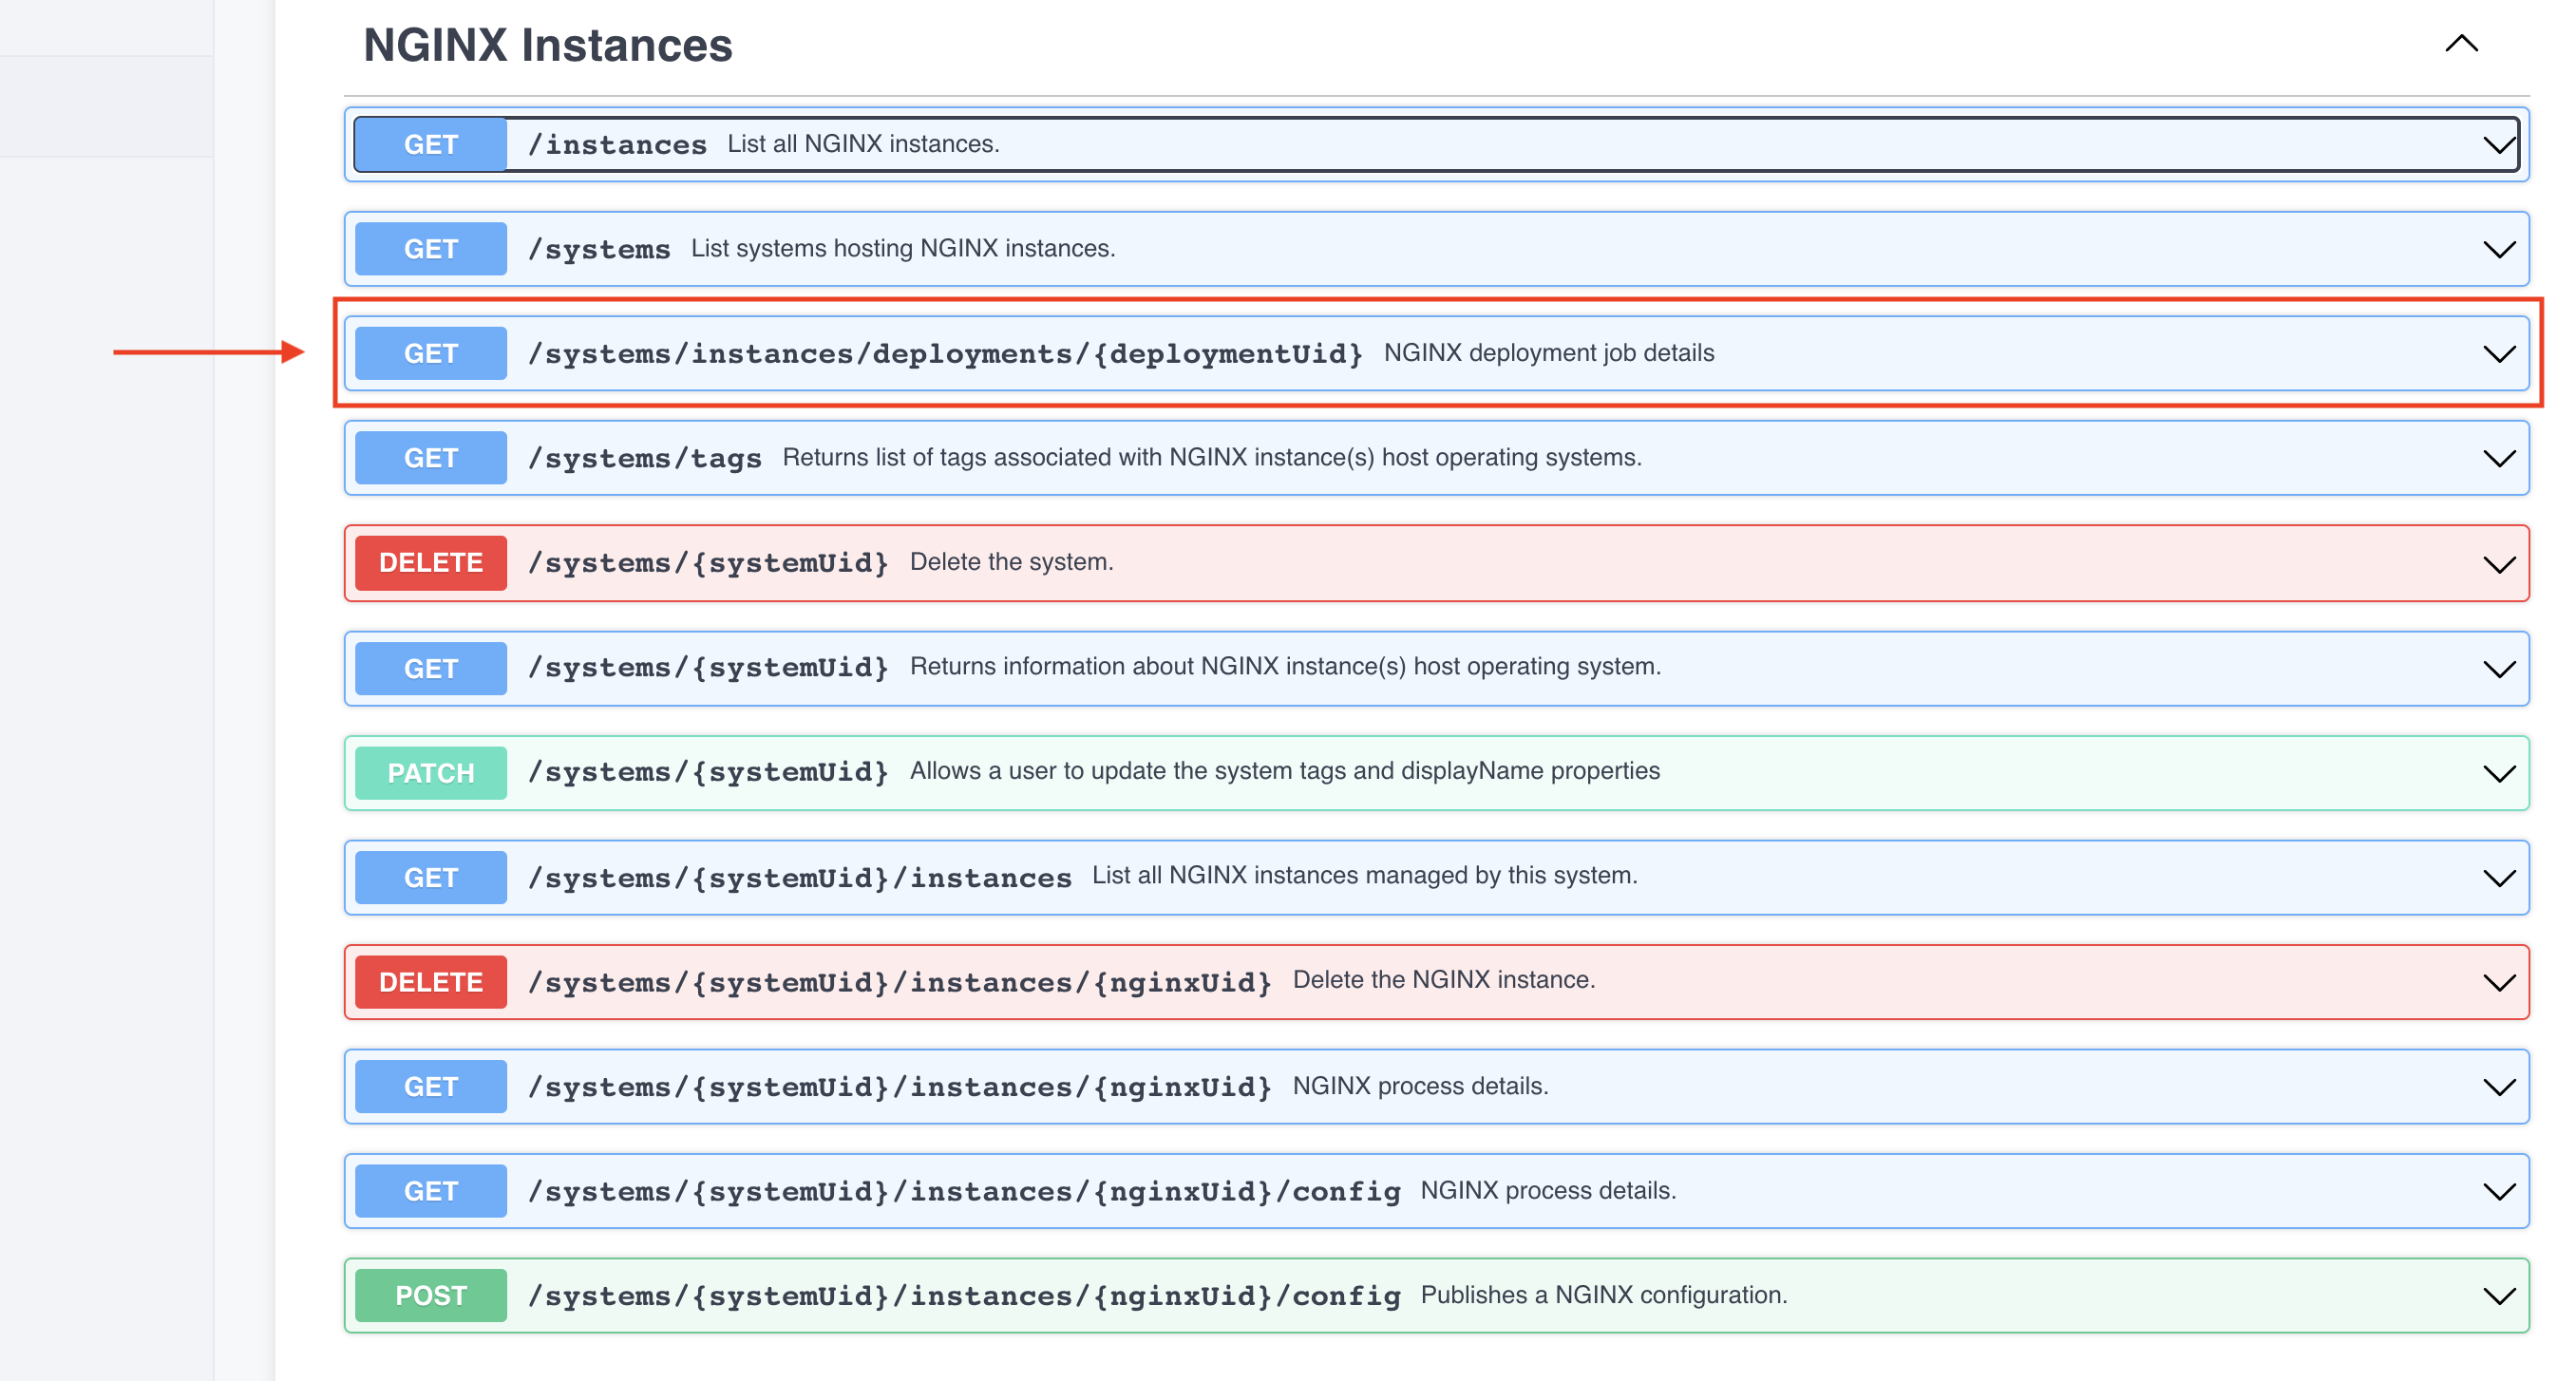 NGINX Instances
GET /instances List all NGINX instances.
GET /systems List systems hosting NGINX instances.
GET /systems/instances/deployments/{deploymentUid} NGINX deployment job details
GET /systems/tags Returns list of tags associated with NGINX instance(s) host operating systems.
DELETE /systems/{systemUid} Delete the system.
GET /systems/{systemUid} Returns information about NGINX instance(s) host operating system.
PATCH /systems/{systemUid} Allows a user to update the system tags and displayName properties
GET /systems/{systemUid}/instances List all NGINX instances managed by this system.
DELETE /systems/{systemUid}/instances/{nginxUid} Delete the NGINX instance.
GET /systems/{systemUid}/instances/{nginxUid} NGINX process details.
GET /systems/{systemUid}/instances/{nginxUid}/config NGINX process details.
POST /systems/{systemUid}/instances/{nginxUid}/config Publishes a NGINX configuration.